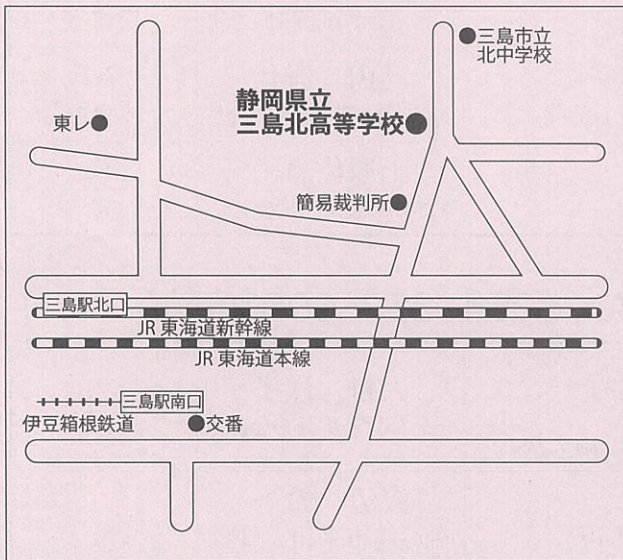 三島市立
北中学校
静岡県立
三島北高等学校
東レ
簡易裁判所
三島駅北口
JR 東海道新幹線
JR 東海道本線
三島駅南口
伊豆箱根鉄道
交番